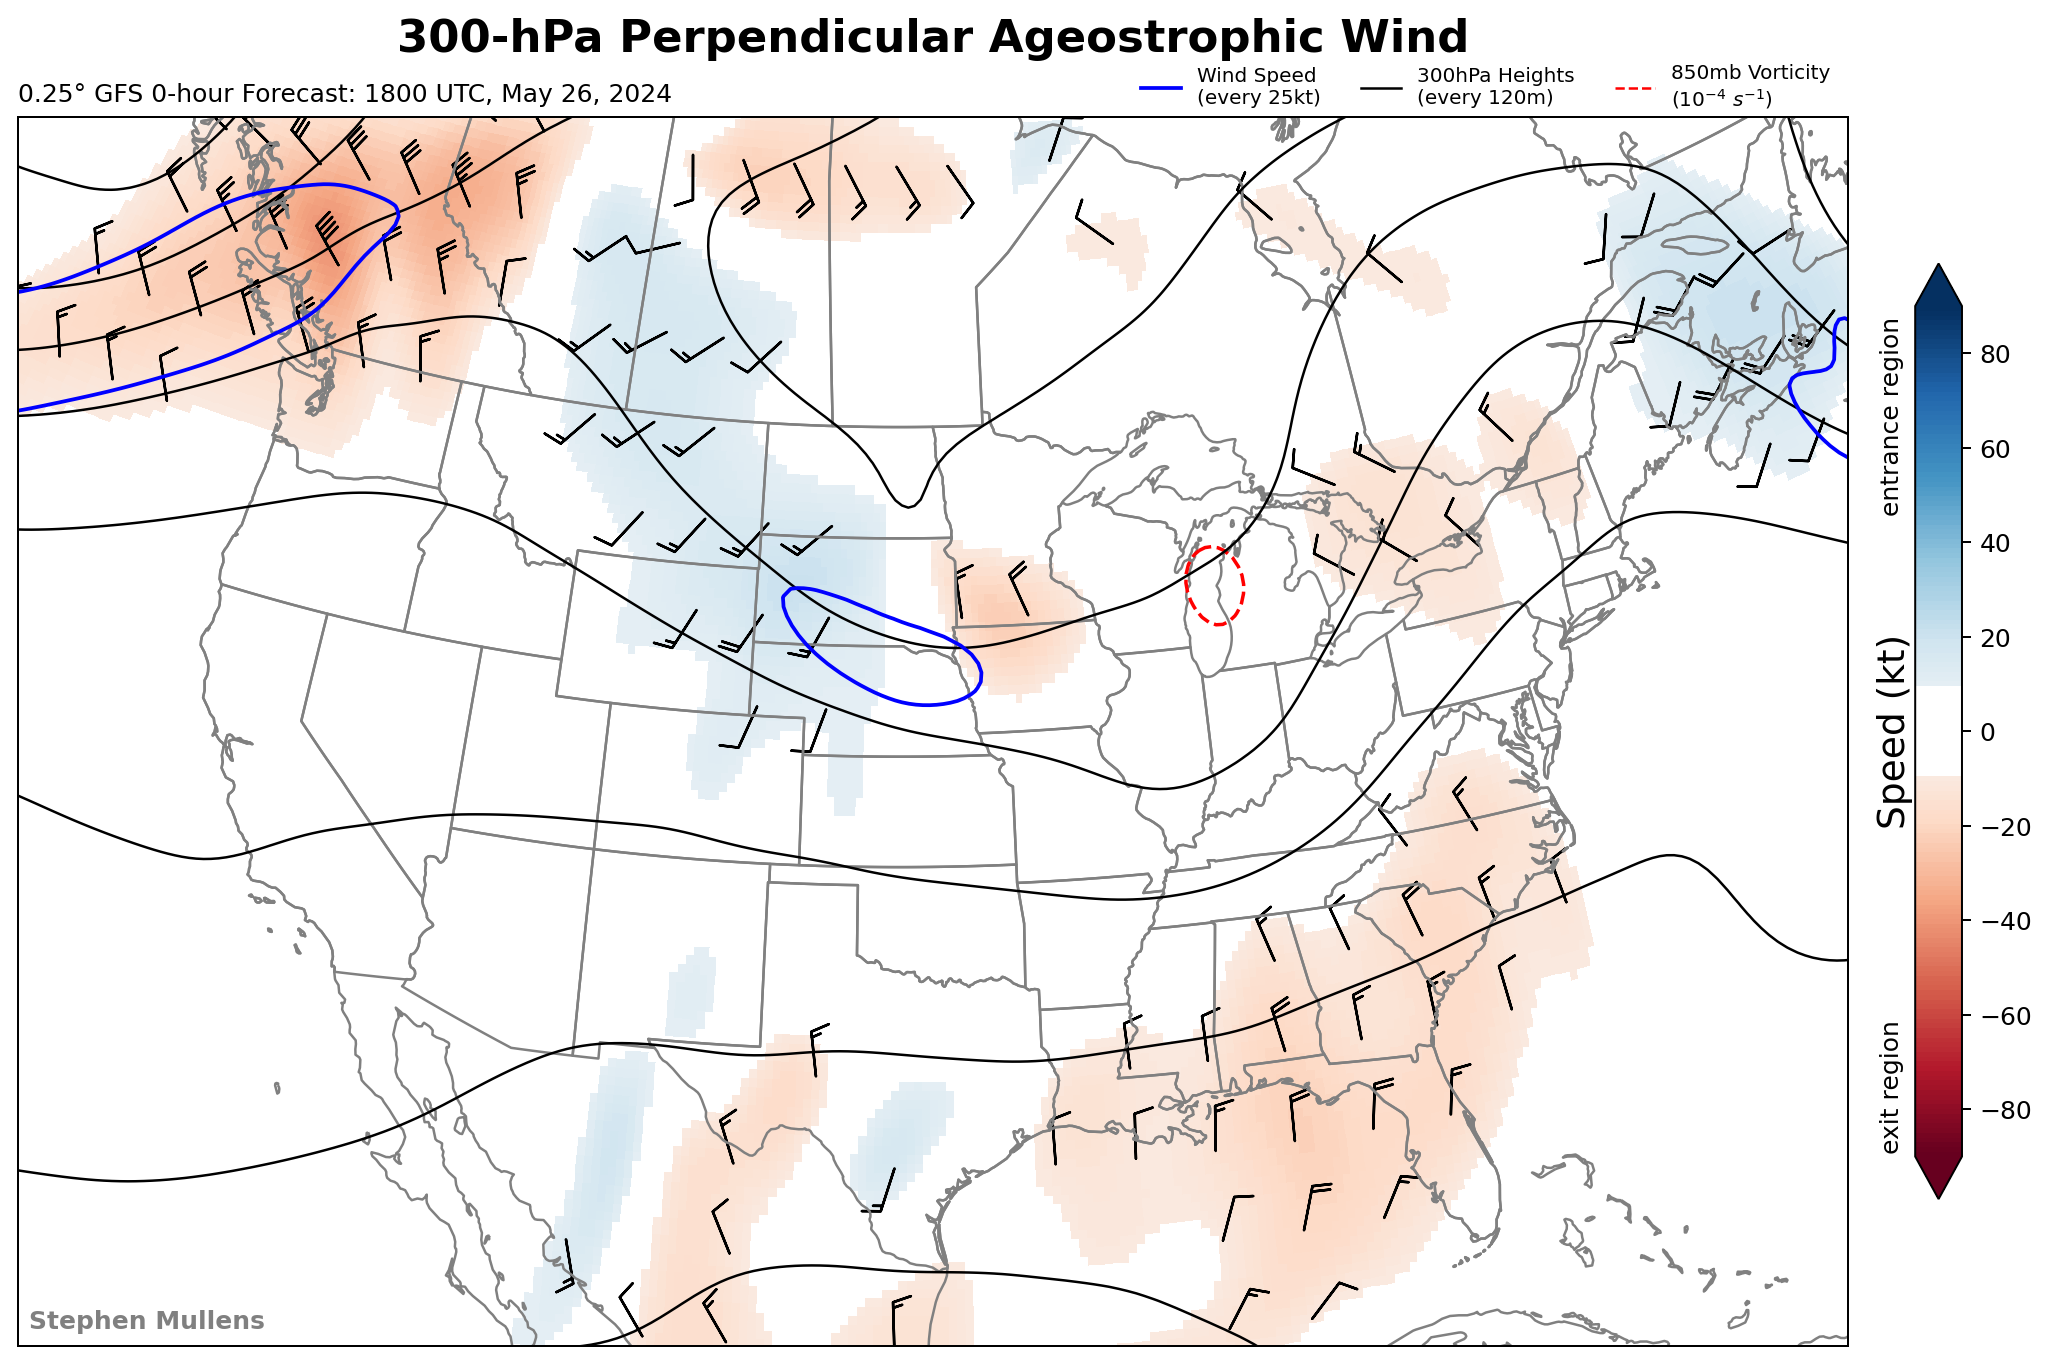 300-hPa Perpendicular Ageostrophic Wind
0.25° GFS 0-hour Forecast: 1800 UTC, May 26, 2024
Wind Speed
(every 25kt)
300hPa Heights
(every 120m)
850mb Vorticity
(10⁻⁴ s⁻¹)
entrance region
Speed (kt)
exit region
80
60
40
20
0
−20
−40
−60
−80
Stephen Mullens